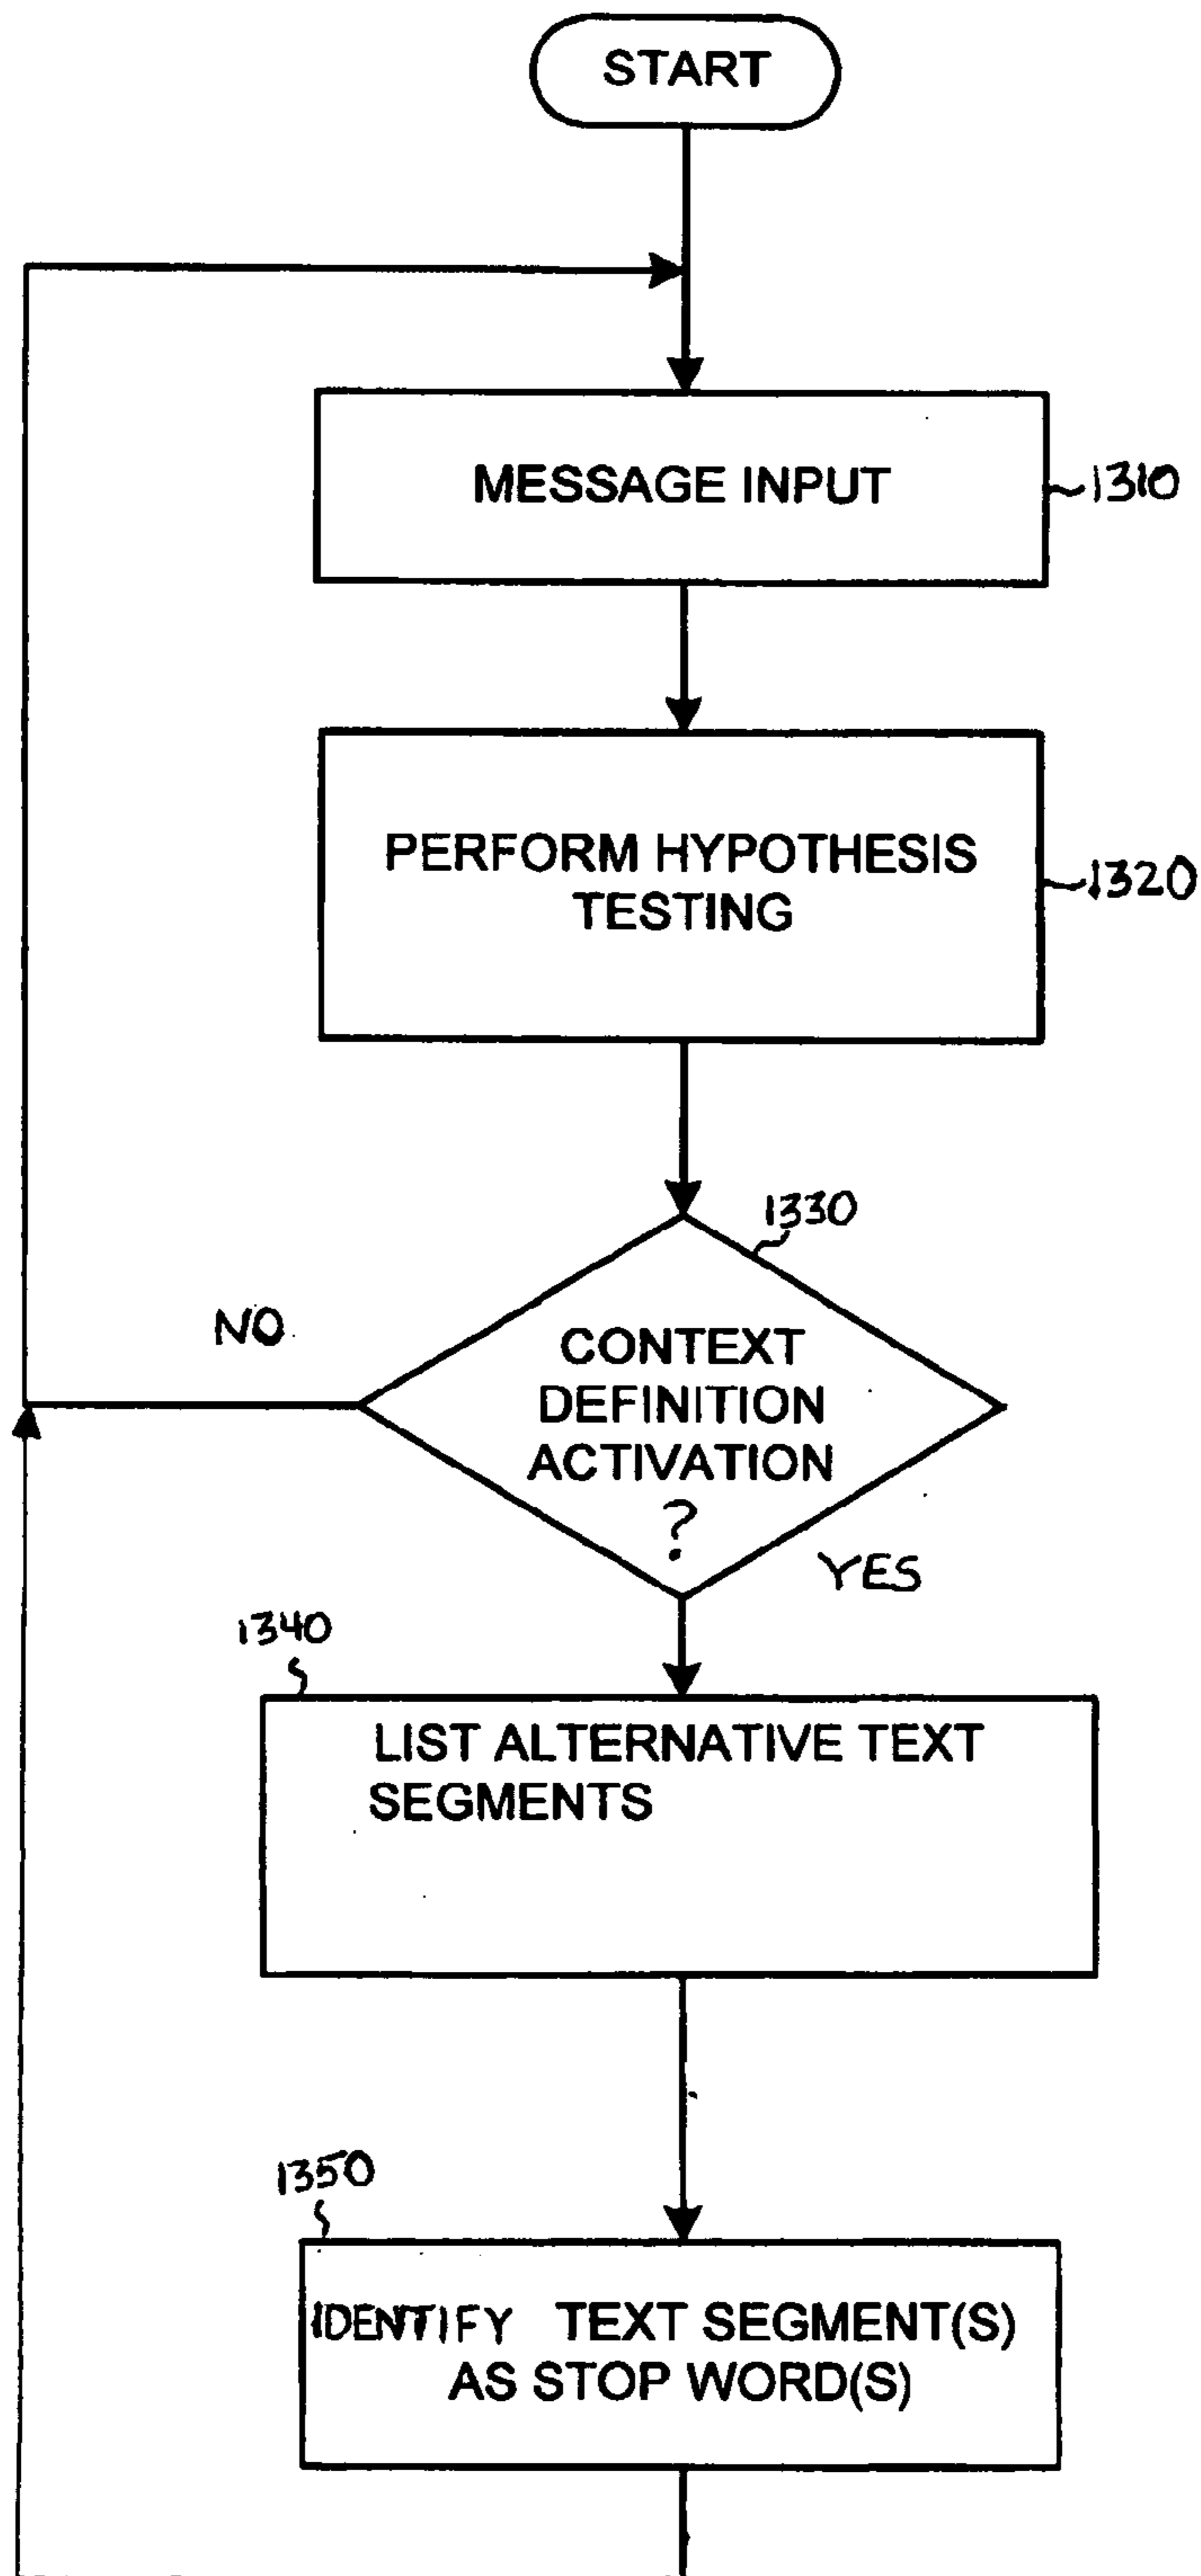 START
MESSAGE INPUT
1310
PERFORM HYPOTHESIS
TESTING
1320
1330
NO
CONTEXT
DEFINITION
ACTIVATION
?
YES
1340
LIST ALTERNATIVE TEXT
SEGMENTS
1350
IDENTIFY TEXT SEGMENT(S)
AS STOP WORD(S)